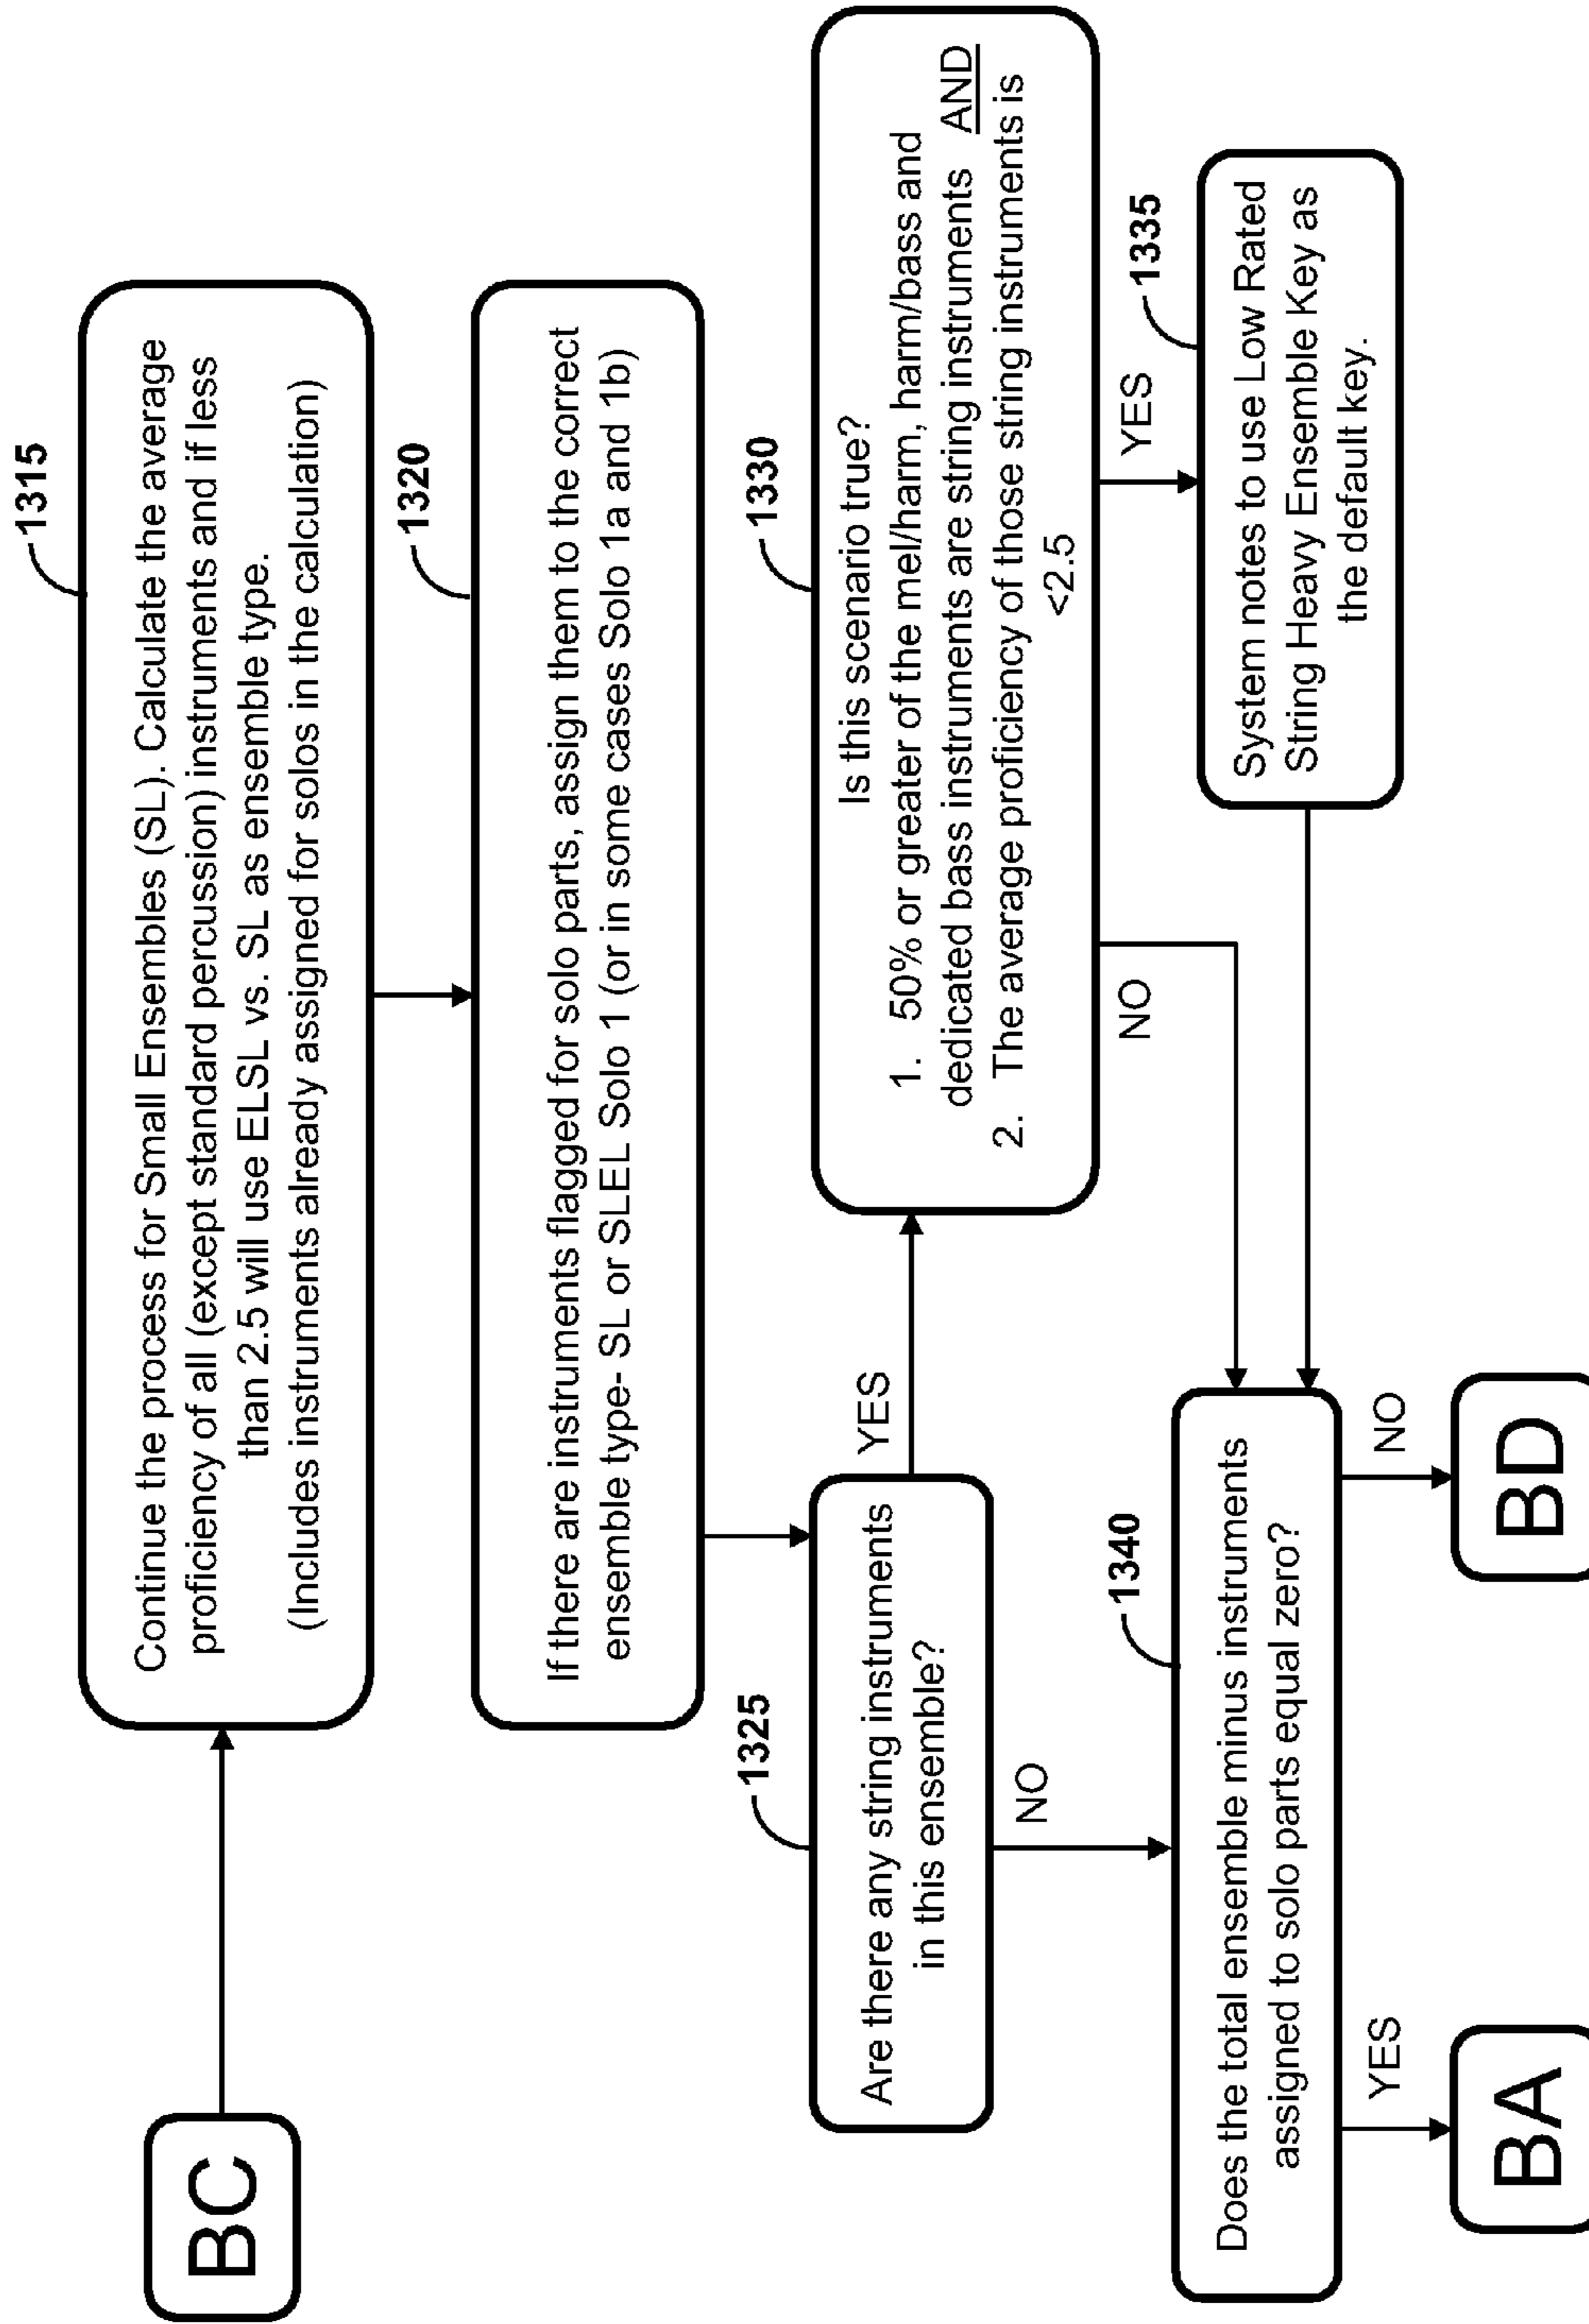 BC
1315
Continue the process for Small Ensembles (SL). Calculate the average
proficiency of all (except standard percussion) instruments and if less
than 2.5 will use ELSL vs. SL as ensemble type.
(Includes instruments already assigned for solos in the calculation)
1320
If there are instruments flagged for solo parts, assign them to the correct
ensemble type- SL or SLEL Solo 1 (or in some cases Solo 1a and 1b)
1325
Are there any string instruments
in this ensemble?
YES
NO
1330
Is this scenario true?
1. 50% or greater of the mel/harm, harm/bass and
dedicated bass instruments are string instruments AND
2. The average proficiency of those string instruments is
<2.5
NO
YES
1335
System notes to use Low Rated
String Heavy Ensemble Key as
the default key.
1340
Does the total ensemble minus instruments
assigned to solo parts equal zero?
YES
NO
BA
BD